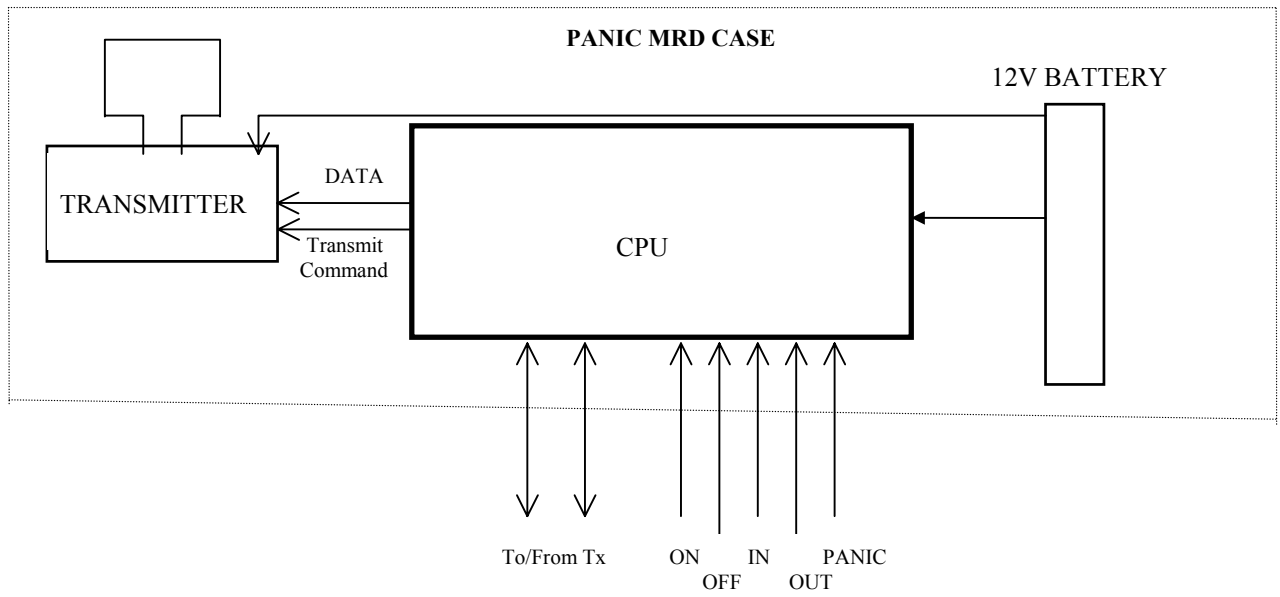 PANIC MRD CASE
12V BATTERY
TRANSMITTER
DATA
Transmit
Command
CPU
To/From Tx
ON
OFF
IN
OUT
PANIC